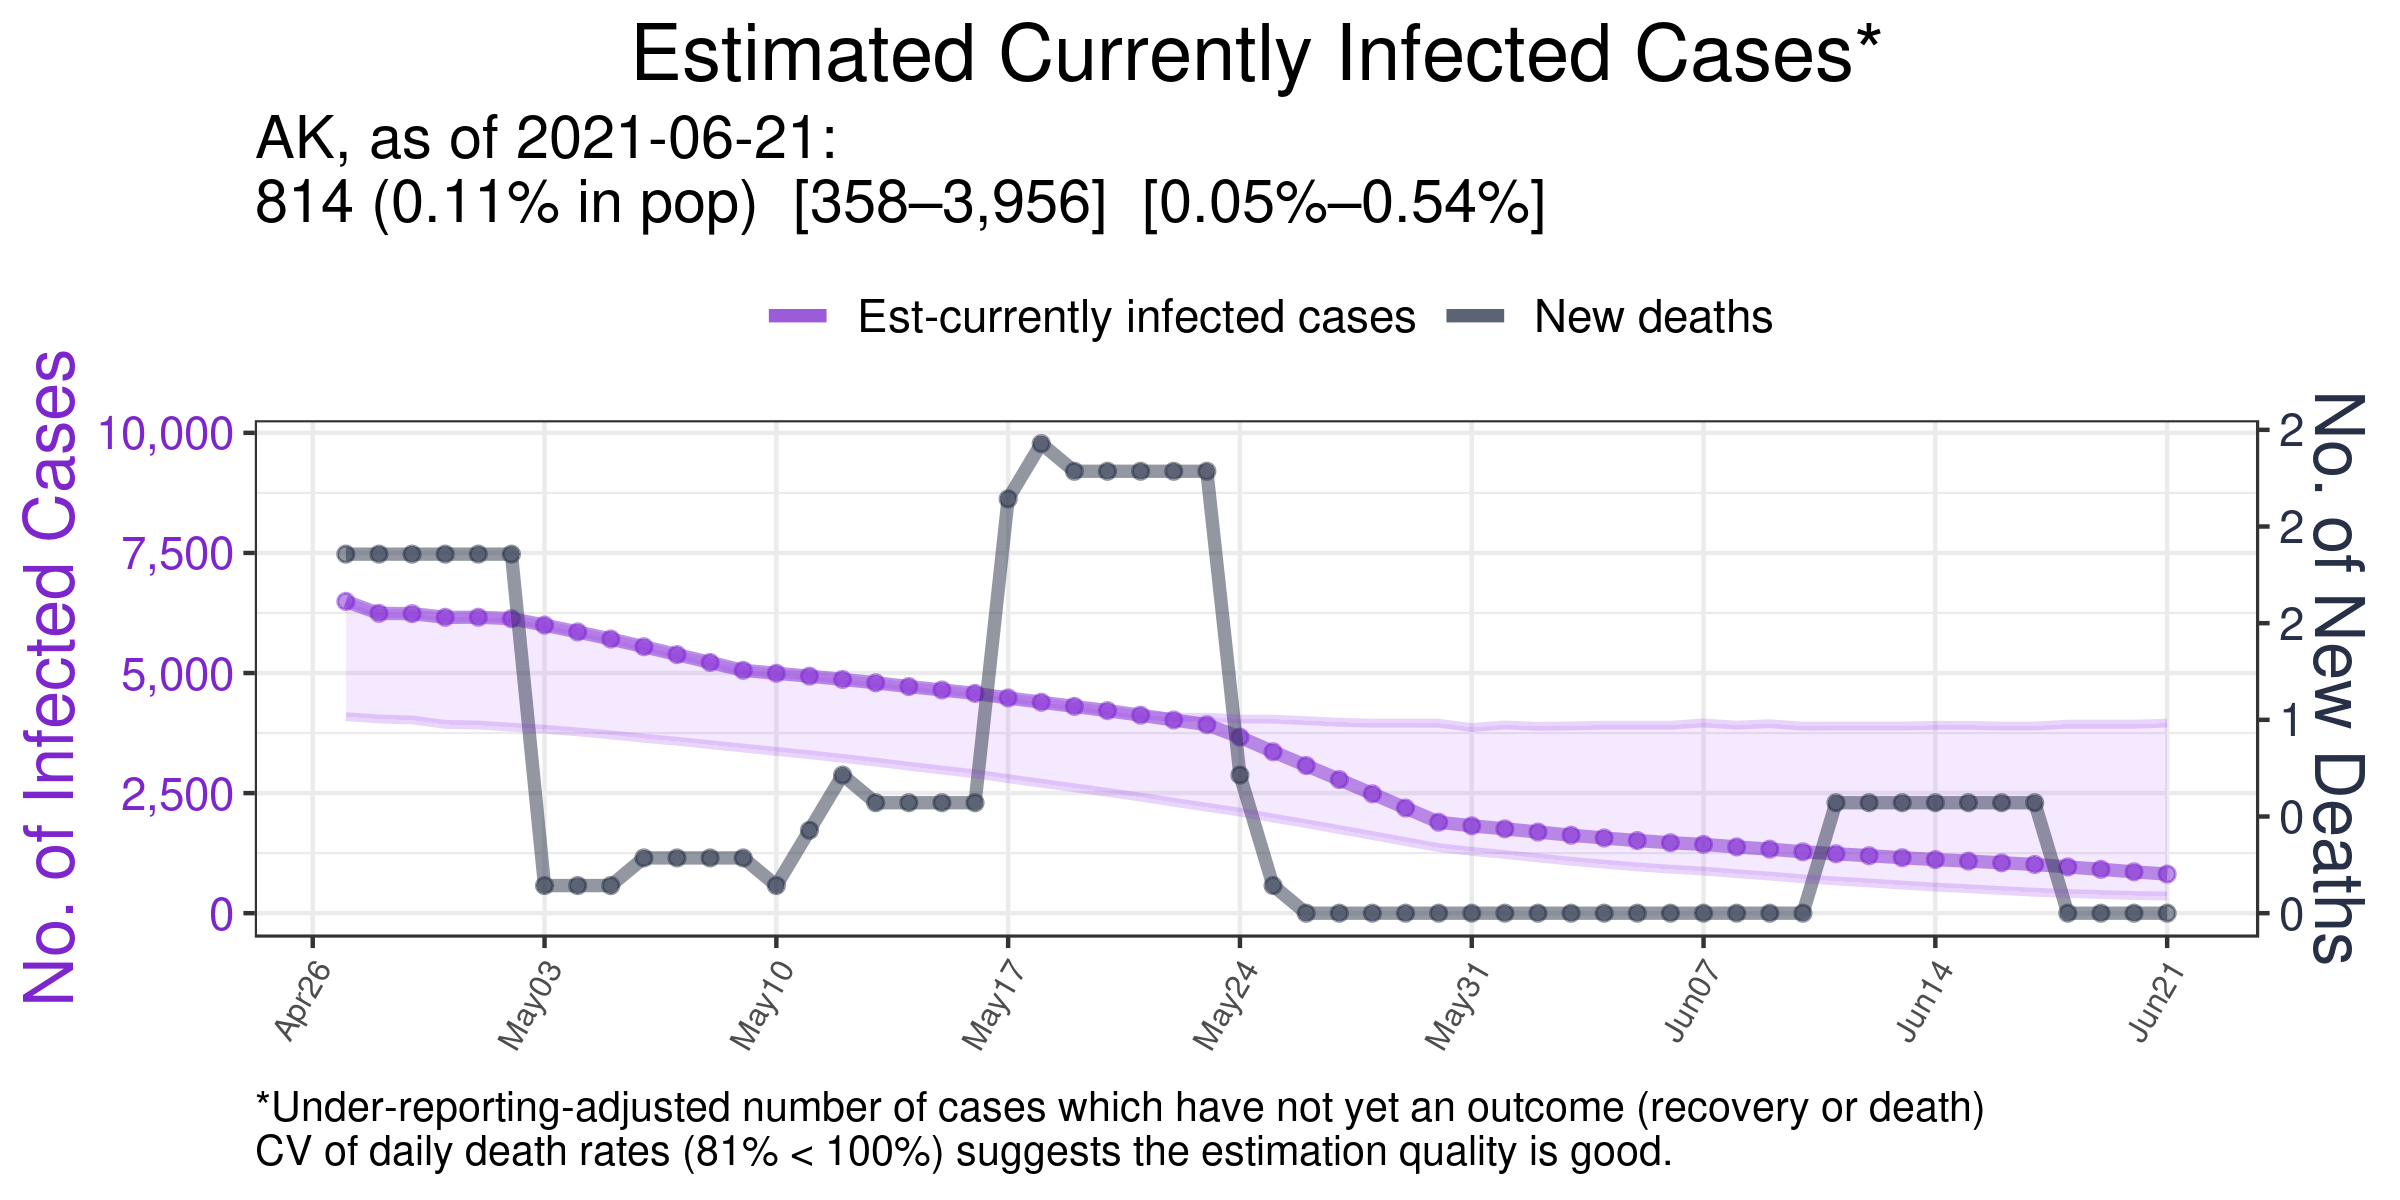 Estimated Currently Infected Cases*
AK, as of 2021-06-21:
814 (0.11% in pop)  [358–3,956]  [0.05%–0.54%]
Est-currently infected cases
New deaths
No. of Infected Cases
10,000
7,500
5,000
2,500
0
2
2
2
1
0
0
No. of New Deaths
Apr26
May03
May10
May17
May24
May31
Jun07
Jun14
Jun21
*Under-reporting-adjusted number of cases which have not yet an outcome (recovery or death)
CV of daily death rates (81% < 100%) suggests the estimation quality is good.